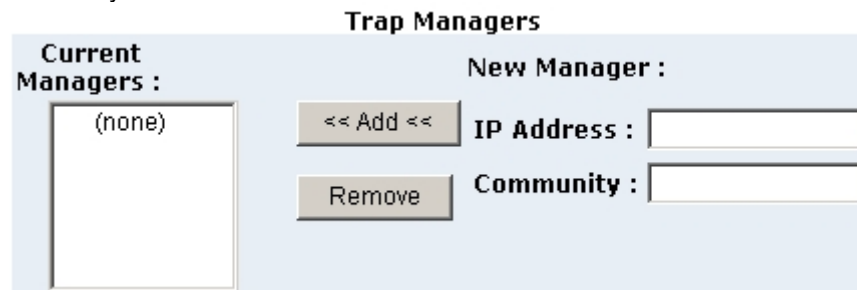 Trap Managers
Current
Managers :
New Manager :
(none)
<< Add <<
IP Address :
Remove
Community :